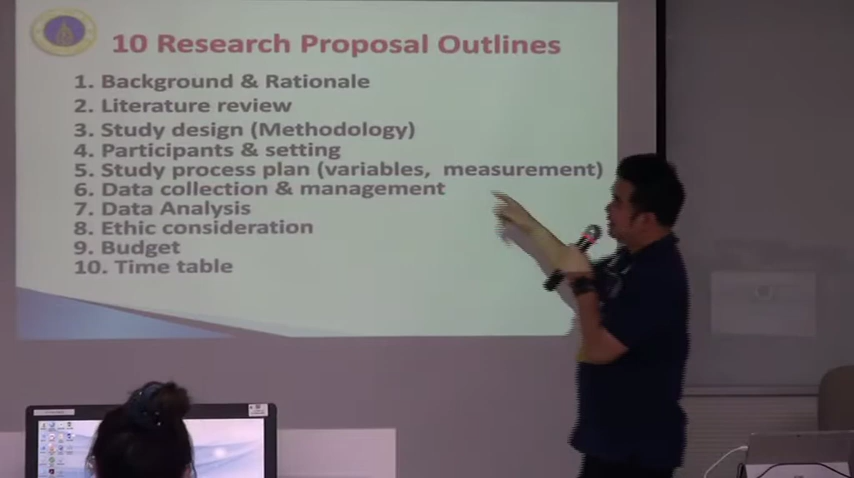 10 Research Proposal Outlines
1. Background & Rationale
2. Literature review
3. Study design (Methodology)
4. Participants & setting
5. Study process plan (variables, measurement)
6. Data collection & management
7. Data Analysis
8. Ethic consideration
9. Budget
10. Time table